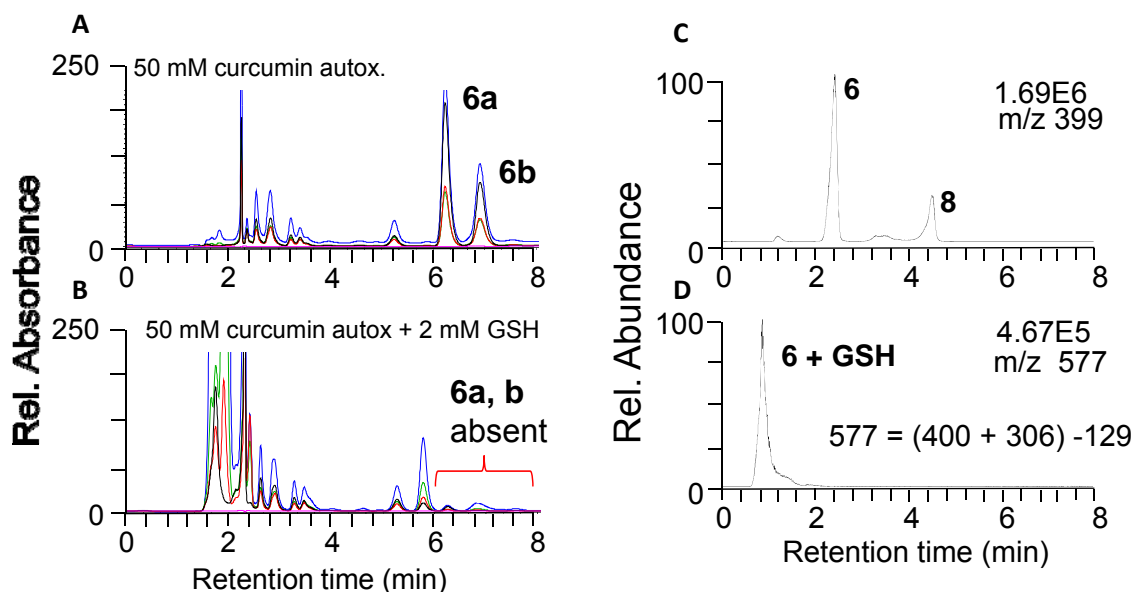 A
250
50 mM curcumin autox.
6a
6b
0
0 2 4 6 8
B
250
50 mM curcumin autox + 2 mM GSH
6a, b
absent
0
0 2 4 6 8
Retention time (min)
Rel. Absorbance
C
100
6
1.69E6
m/z 399
8
0
0 2 4 6 8
D
100
6 + GSH
4.67E5
m/z 577
577 = (400 + 306) -129
0
0 2 4 6 8
Retention time (min)
Rel. Abundance